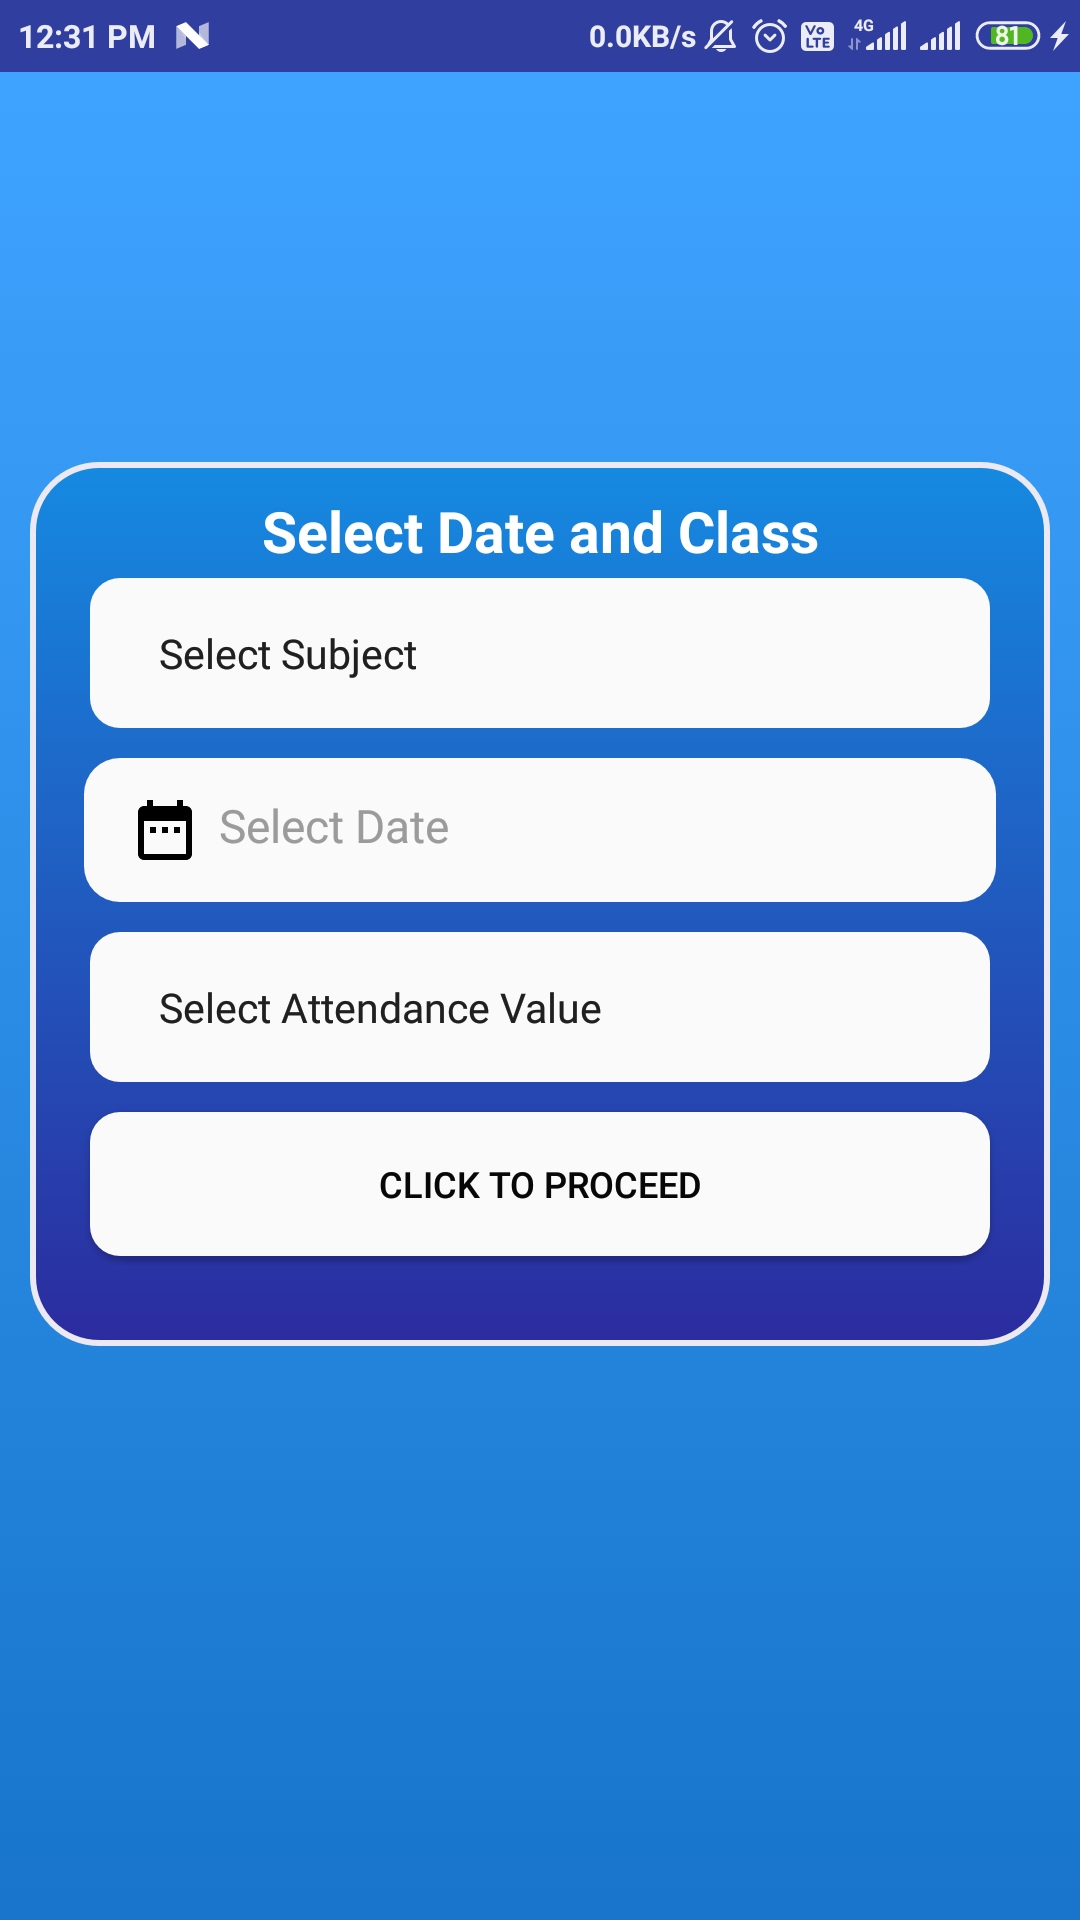 12:31 PM 0.0KB/s Vo LTE 4G 81
Select Date and Class
Select Subject
Select Date
Select Attendance Value
CLICK TO PROCEED